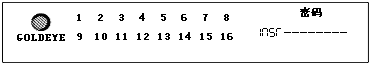 1 2 3 4 5 6 7 8 密码
GOLDEYE 9 10 11 12 13 14 15 16 INSF--------